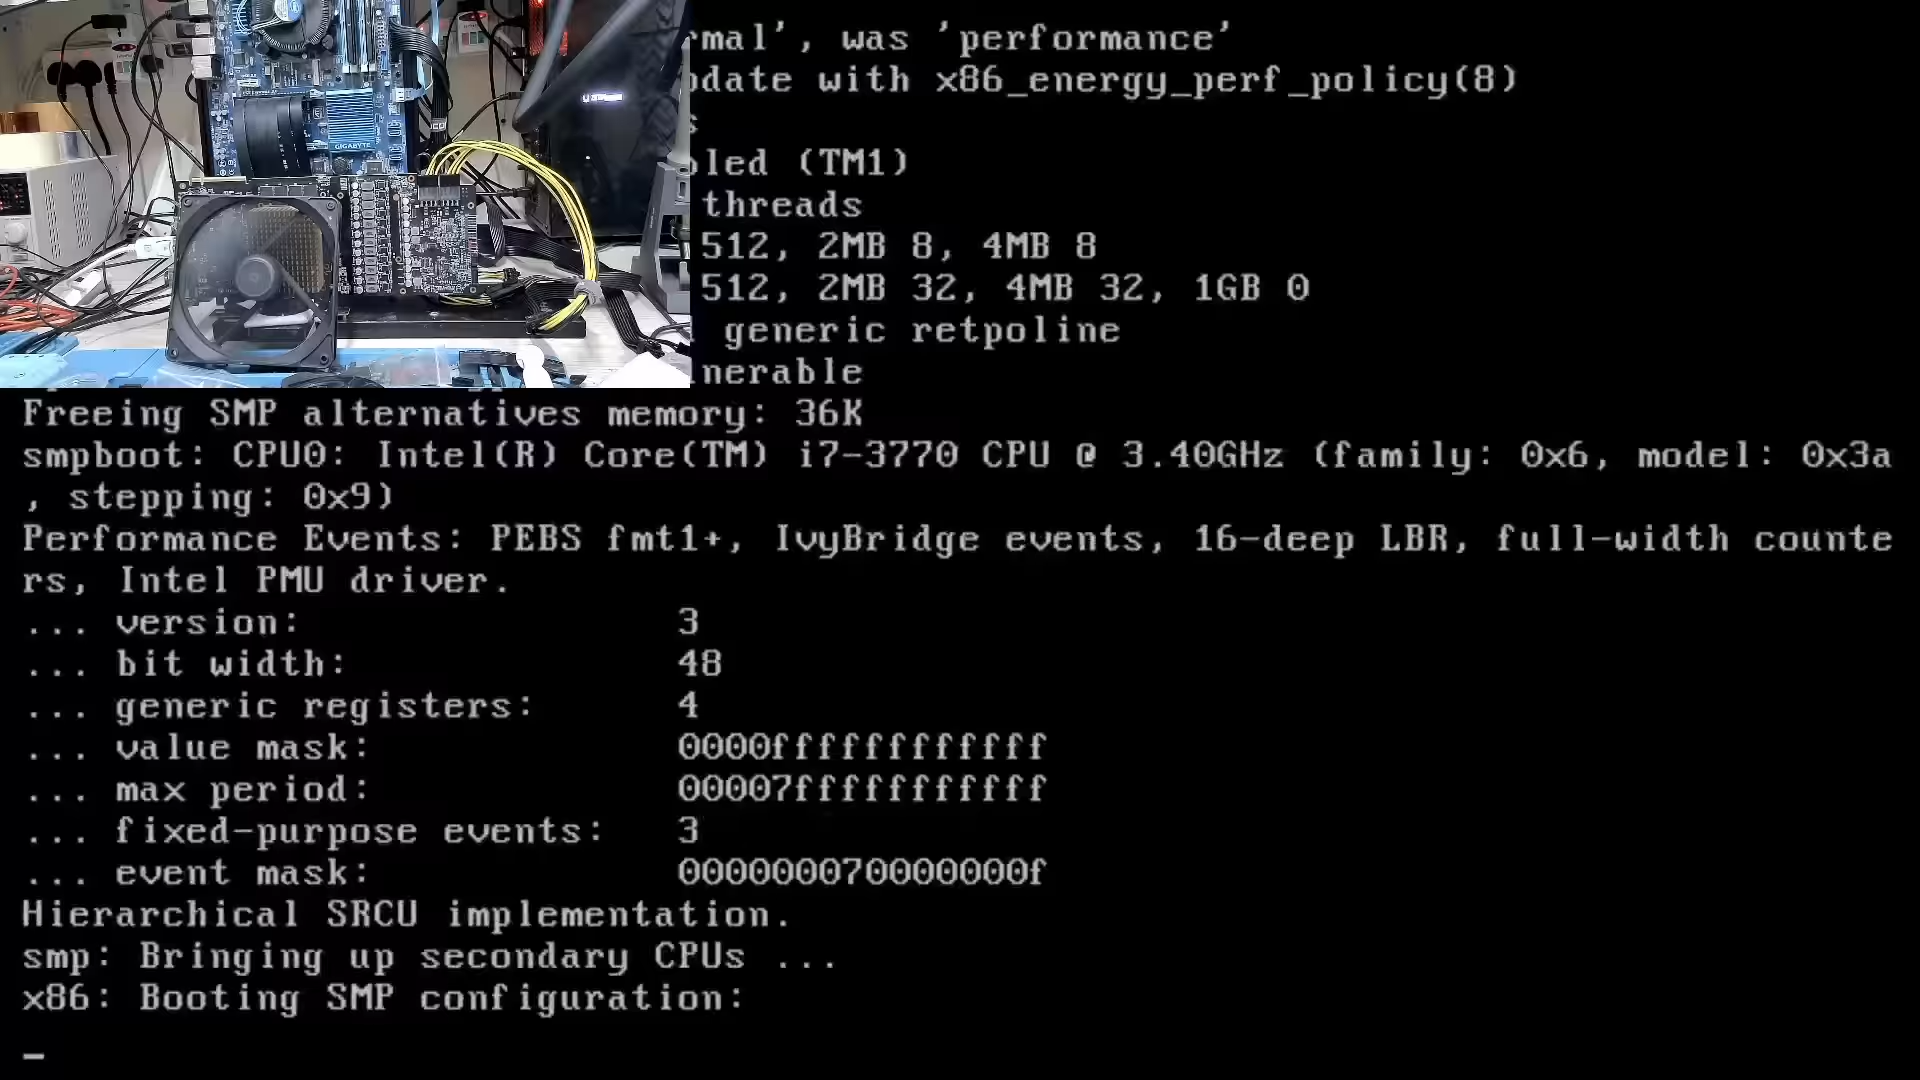 rmal', was 'performance'
pdate with x86_energy_perf_policy(8)
s
bled (TM1)
threads
512, 2MB 8, 4MB 8
512, 2MB 32, 4MB 32, 1GB 0
generic retpoline
nerable
GIGABYTE
Freeing SMP alternatives memory: 36K
smpboot: CPU0: Intel(R) Core(TM) i7-3770 CPU @ 3.40GHz (family: 0x6, model: 0x3a
, stepping: 0x9)
Performance Events: PEBS fmt1+, IvyBridge events, 16-deep LBR, full-width counte
rs, Intel PMU driver.
... version: 3
... bit width: 48
... generic registers: 4
... value mask: 0000ffffffffffff
... max period: 00007fffffffffff
... fixed-purpose events: 3
... event mask: 000000070000000f
Hierarchical SRCU implementation.
smp: Bringing up secondary CPUs ...
x86: Booting SMP configuration:
_